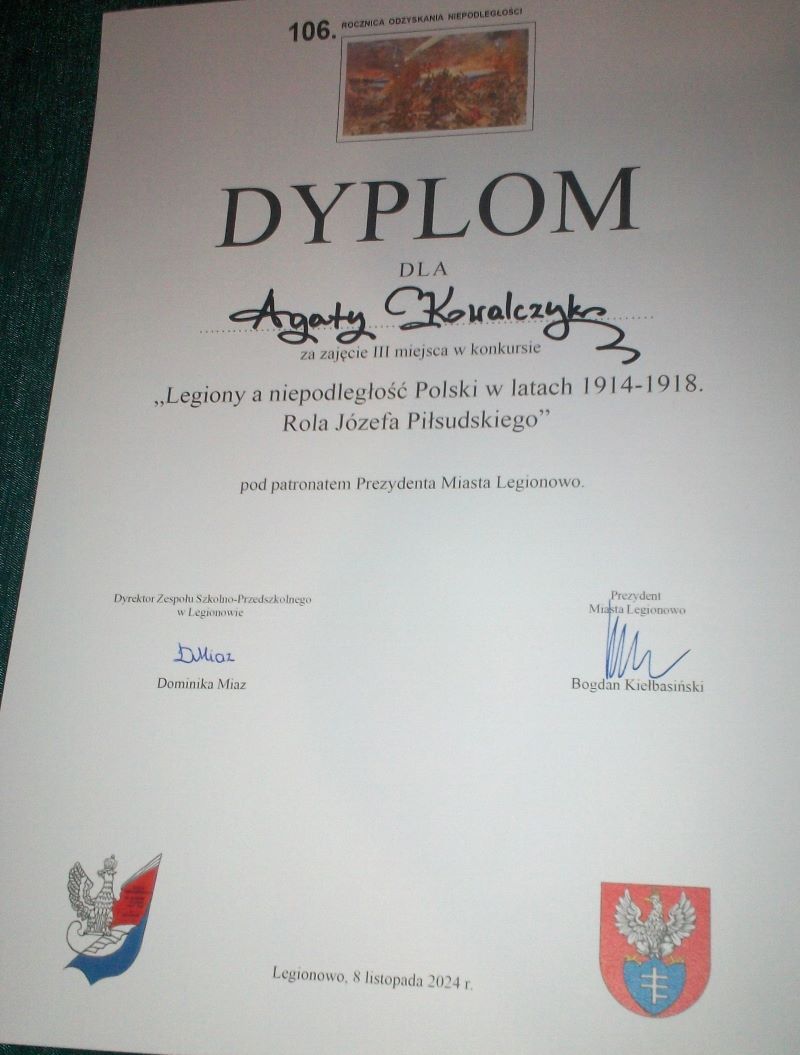 106. ROCZNICA ODZYSKANIA NIEPODLEGŁOŚCI
DYPLOM
DLA
Agaty Kowalczyk
za zajęcie III miejsca w konkursie
„Legiony a niepodległość Polski w latach 1914-1918.
Rola Józefa Piłsudskiego”
pod patronatem Prezydenta Miasta Legionowo.
Dyrektor Zespołu Szkolno-Przedszkolnego
w Legionowie
DMiaz
Dominika Miaz
Prezydent
Miasta Legionowo
Bogdan Kiełbasiński
Legionowo, 8 listopada 2024 r.